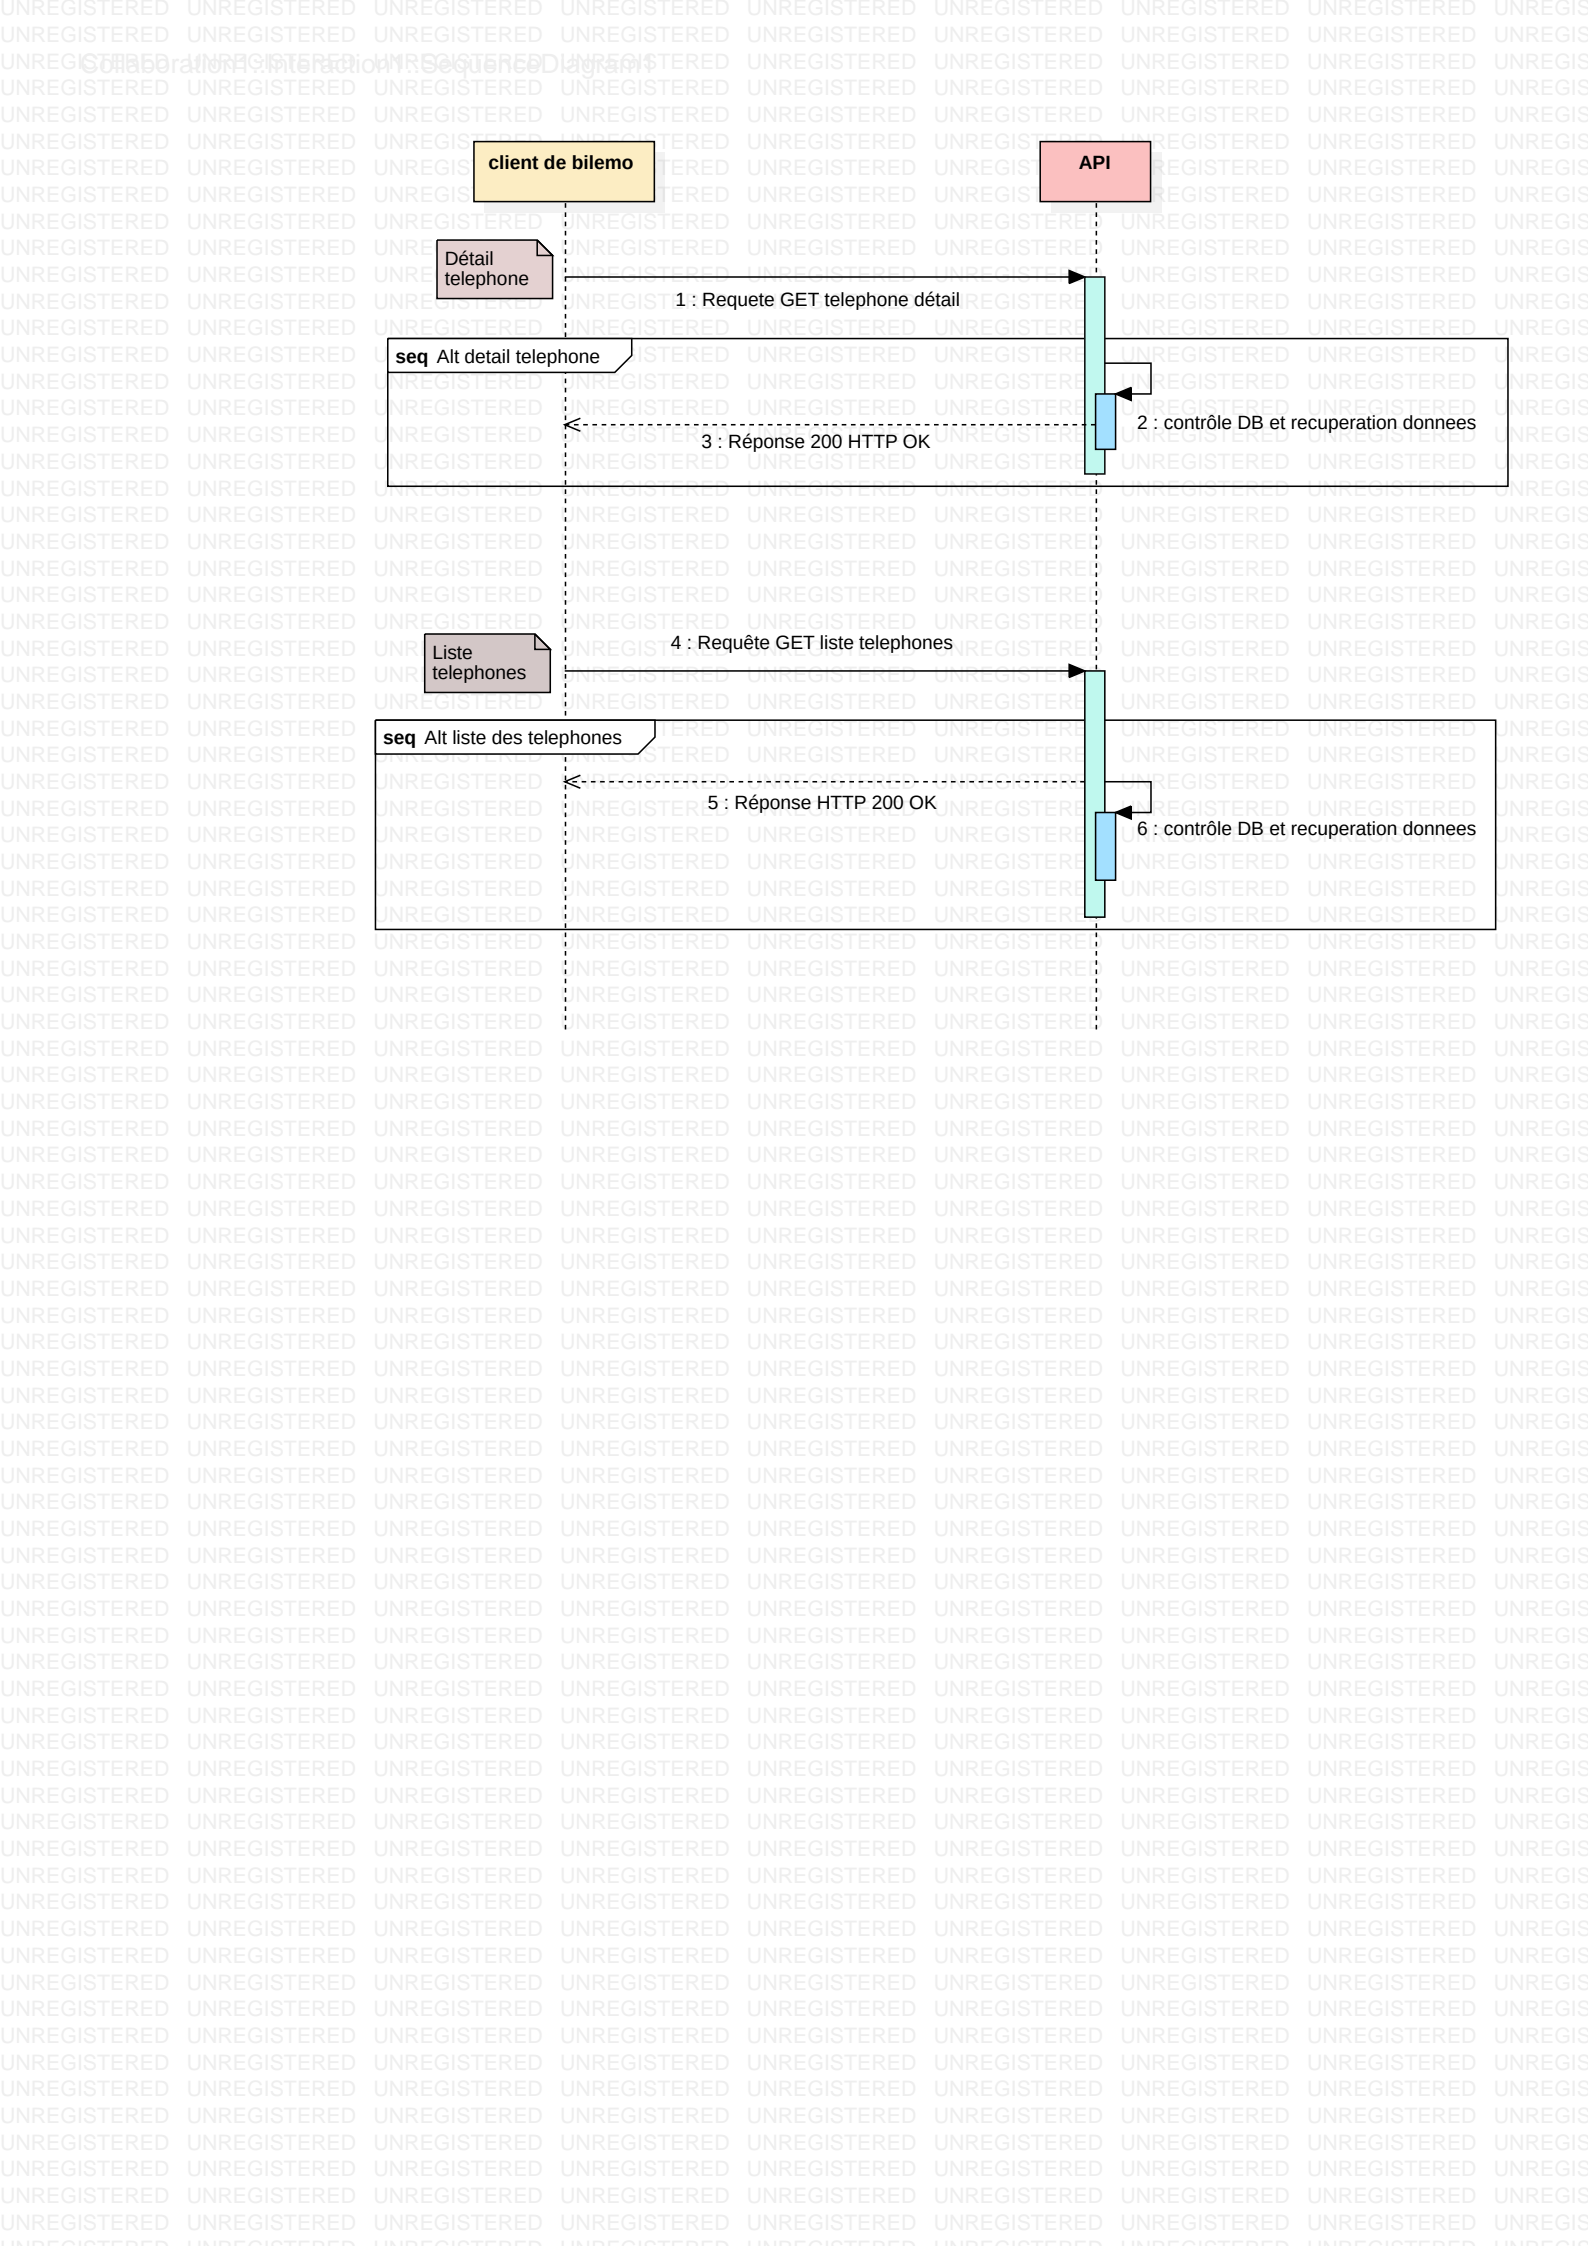 Collaboration1::Interaction1::SequenceDiagram1
client de bilemo
API
Détail
telephone
1 : Requete GET telephone détail
seq Alt detail telephone
2 : contrôle DB et recuperation donnees
3 : Réponse 200 HTTP OK
4 : Requête GET liste telephones
Liste
telephones
seq Alt liste des telephones
5 : Réponse HTTP 200 OK
6 : contrôle DB et recuperation donnees
UNREGISTERED